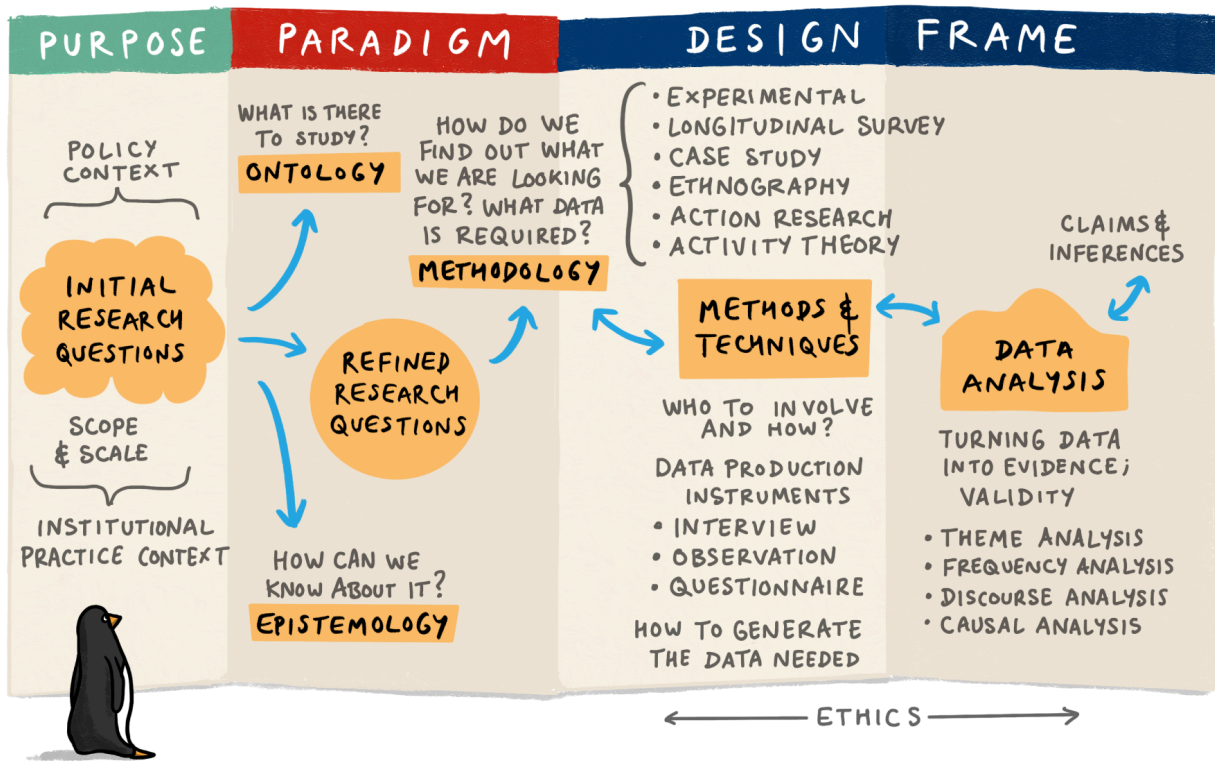 PURPOSE
PARADIGM
DESIGN FRAME
POLICY
CONTEXT
INITIAL
RESEARCH
QUESTIONS
SCOPE
& SCALE
INSTITUTIONAL
PRACTICE CONTEXT
WHAT IS THERE
TO STUDY?
ONTOLOGY
REFINED
RESEARCH
QUESTIONS
HOW CAN WE
KNOW ABOUT IT?
EPISTEMOLOGY
HOW DO WE
FIND OUT WHAT
WE ARE LOOKING
FOR? WHAT DATA
IS REQUIRED?
METHODOLOGY
• EXPERIMENTAL
• LONGITUDINAL SURVEY
• CASE STUDY
• ETHNOGRAPHY
• ACTION RESEARCH
• ACTIVITY THEORY
METHODS &
TECHNIQUES
WHO TO INVOLVE
AND HOW?
DATA PRODUCTION
INSTRUMENTS
• INTERVIEW
• OBSERVATION
• QUESTIONNAIRE
HOW TO GENERATE
THE DATA NEEDED
CLAIMS &
INFERENCES
DATA
ANALYSIS
TURNING DATA
INTO EVIDENCE;
VALIDITY
• THEME ANALYSIS
• FREQUENCY ANALYSIS
• DISCOURSE ANALYSIS
• CAUSAL ANALYSIS
ETHICS